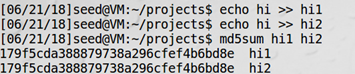 [06/21/18]seed@VM:~/projects$ echo hi >> hi1
[06/21/18]seed@VM:~/projects$ echo hi >> hi2
[06/21/18]seed@VM:~/projects$ md5sum hi1 hi2
179f5cda388879738a296cfef4b6bd8e  hi1
179f5cda388879738a296cfef4b6bd8e  hi2